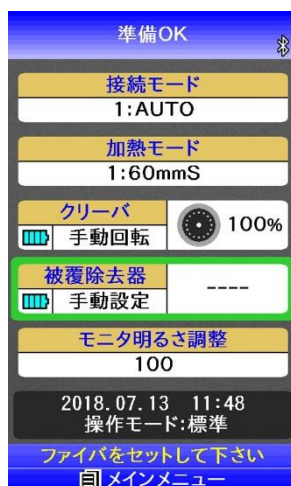 準備OK
接続モード
1:AUTO
加熱モード
1:60mmS
クリーバ
手動回転
100%
被覆除去器
手動設定
----
モニタ明るさ調整
100
2018.07.13 11:48
操作モード:標準
ファイバをセットして下さい
メインメニュー